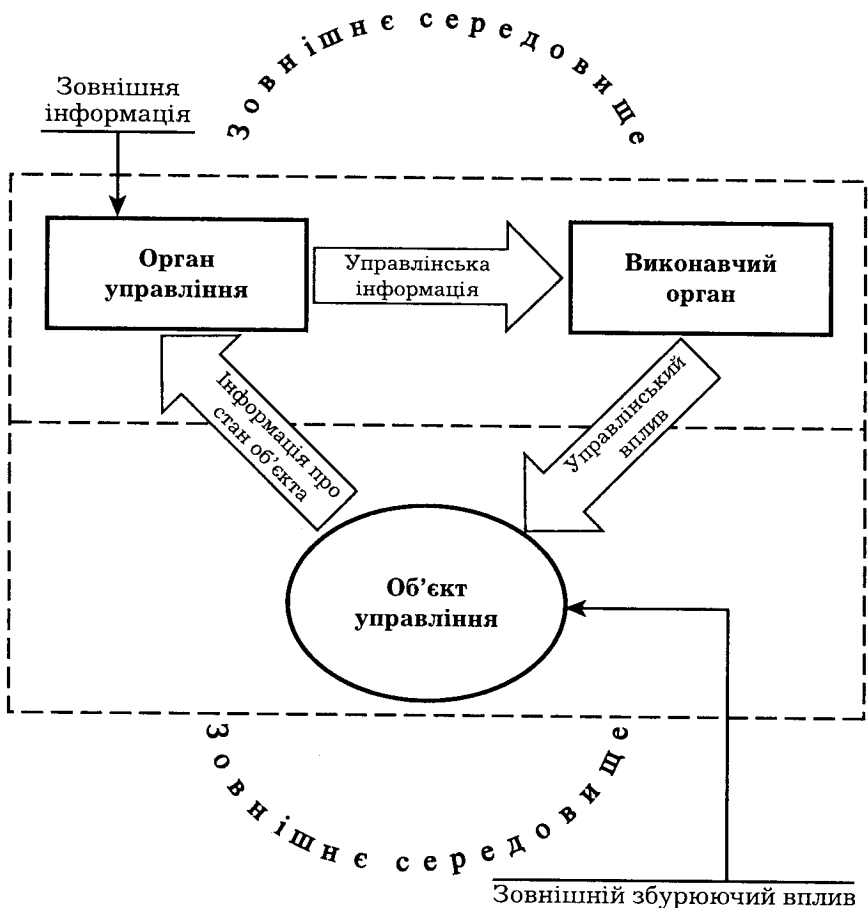 Зовнішнє середовище
Зовнішня
інформація
Орган
управління
Управлінська
інформація
Виконавчий
орган
Інформація про
стан об’єкта
Управлінський
вплив
Об’єкт
управління
Зовнішнє середовище
Зовнішній збурюючий вплив